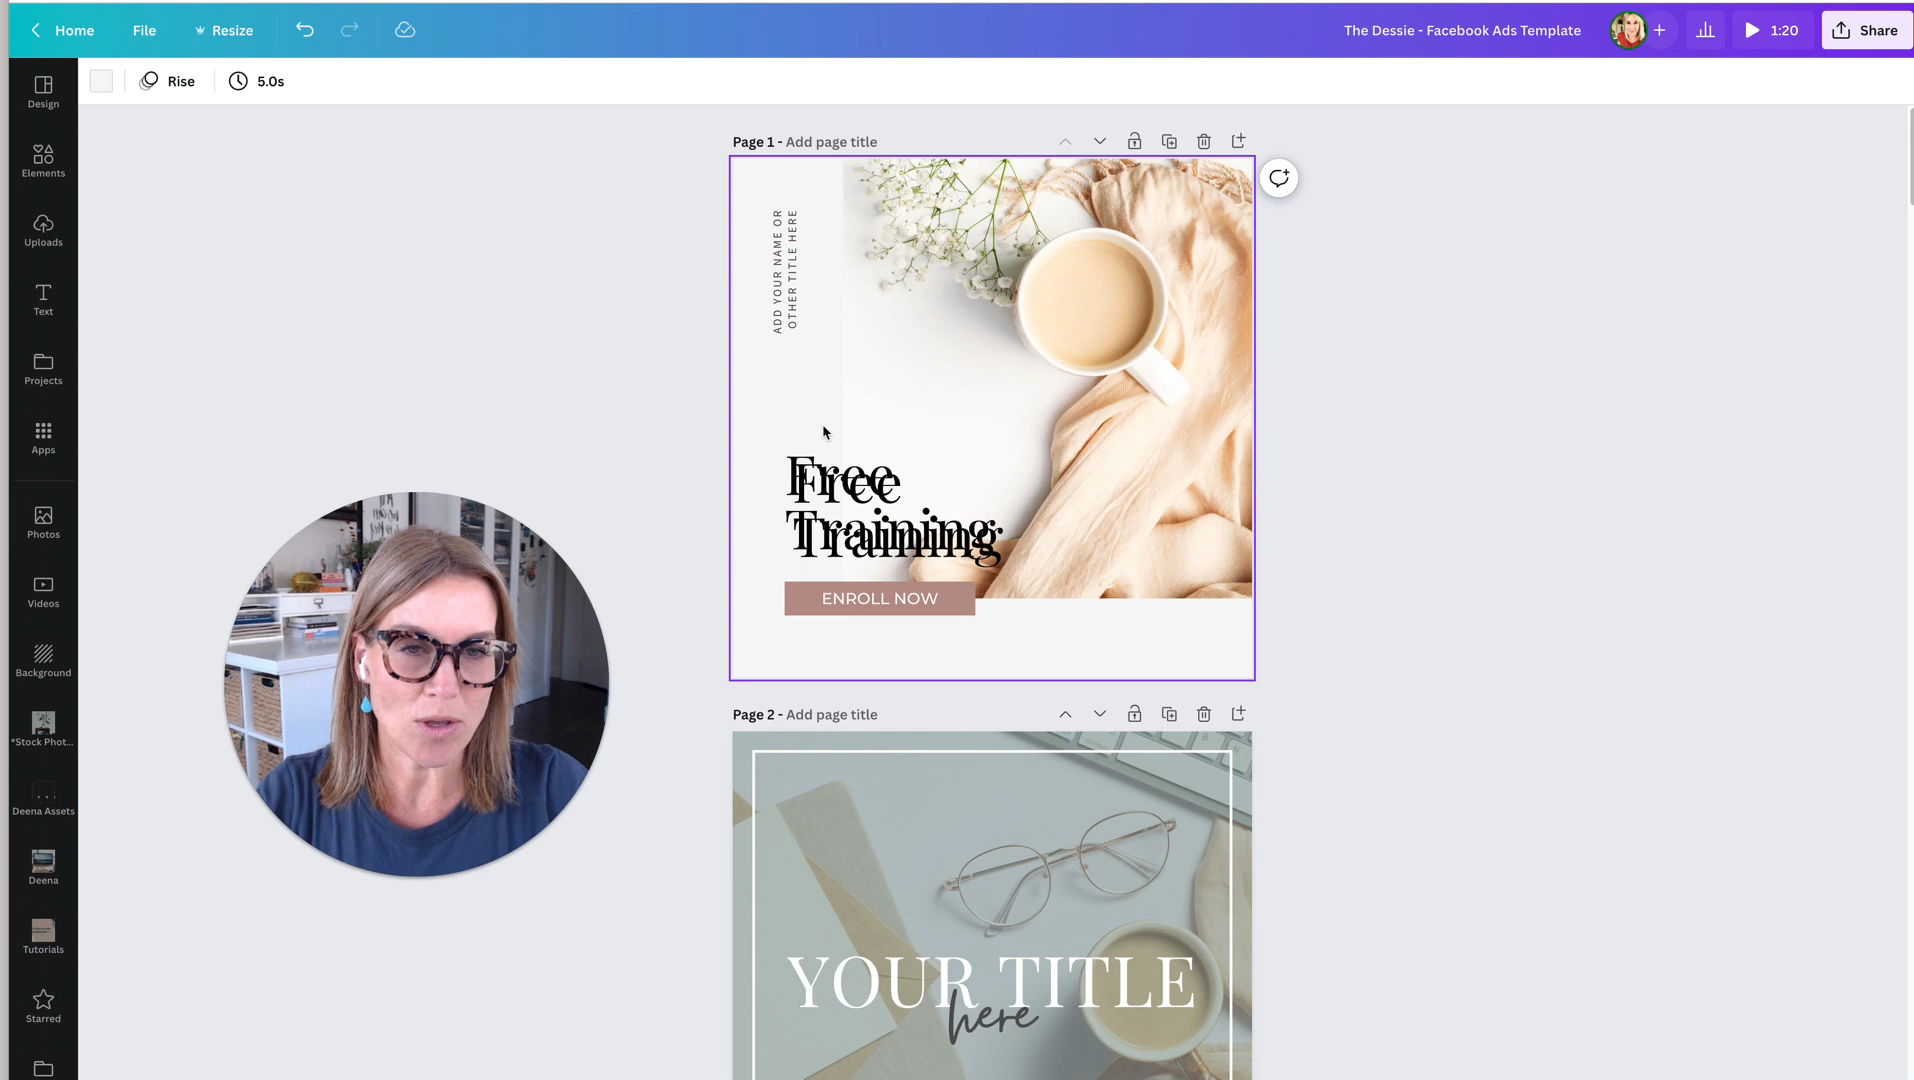 Home File Resize The Dessie - Facebook Ads Template + 1:20 Share
Rise 5.0s
Design
Elements
Uploads
Text
Projects
Apps
Photos
Videos
Background
*Stock Phot...
Deena Assets
Deena
Tutorials
Starred
Page 1 - Add page title
ADD YOUR NAME OR
OTHER TITLE HERE
Free
Free
Training
Training
ENROLL NOW
Page 2 - Add page title
YOUR TITLE
here